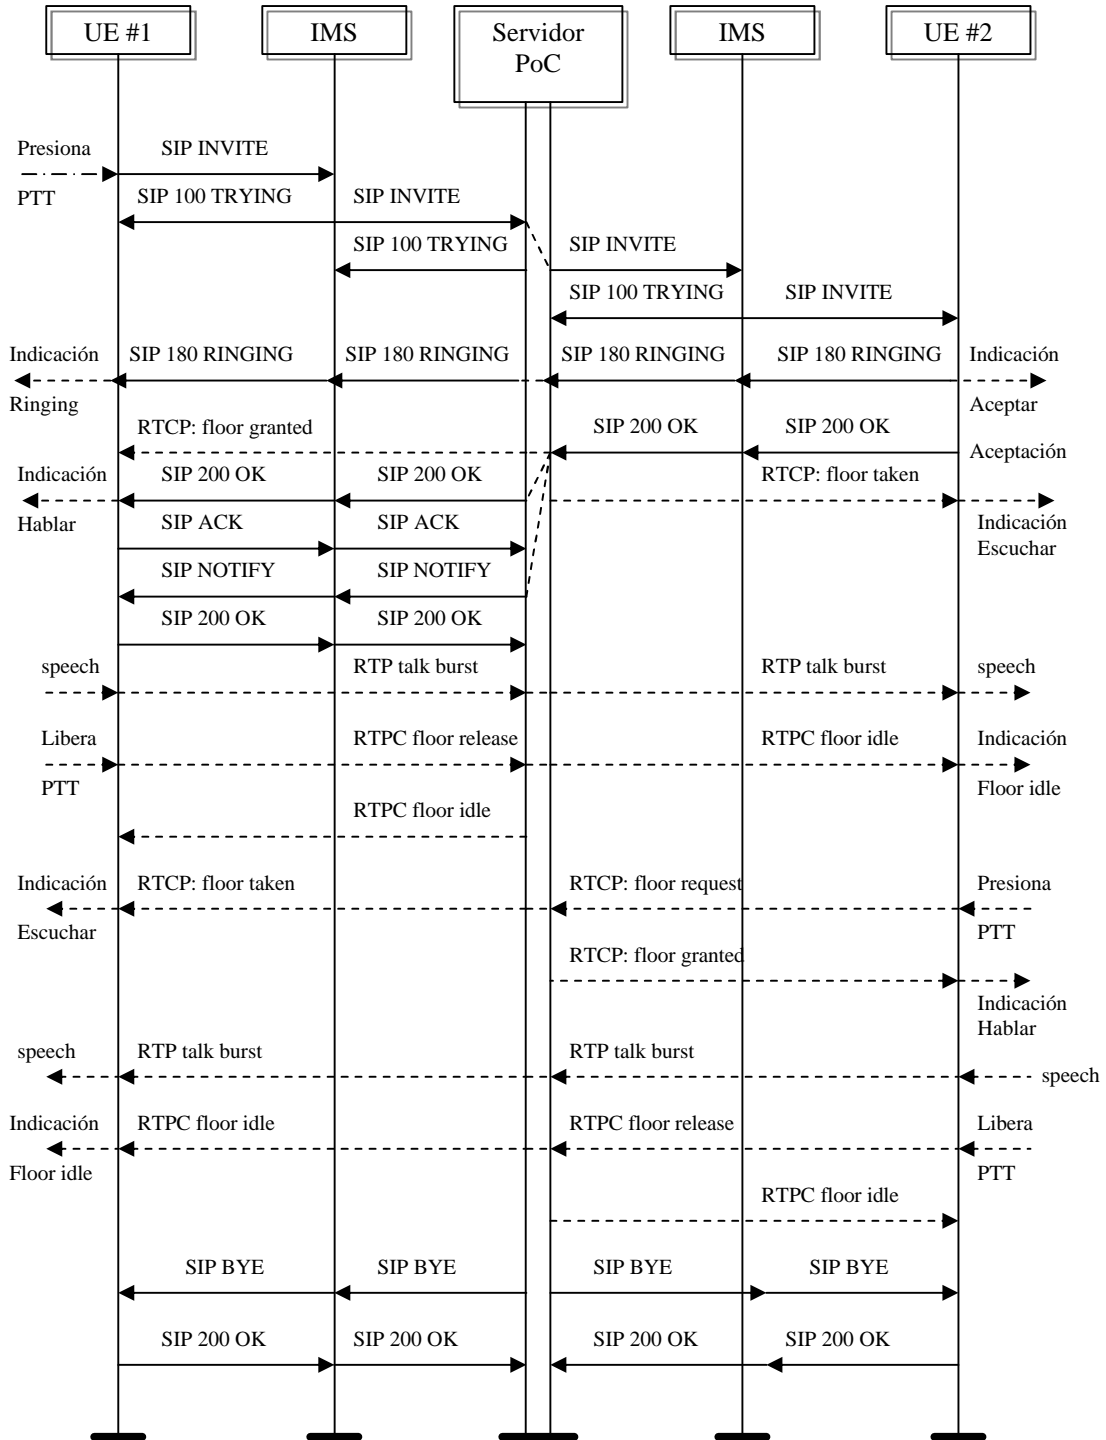 UE #1
IMS
Servidor
PoC
IMS
UE #2
Presiona
SIP INVITE
PTT
SIP 100 TRYING
SIP INVITE
SIP 100 TRYING
SIP INVITE
SIP 100 TRYING
SIP INVITE
Indicación
SIP 180 RINGING
SIP 180 RINGING
SIP 180 RINGING
SIP 180 RINGING
Indicación
Ringing
Aceptar
RTCP: floor granted
SIP 200 OK
SIP 200 OK
Aceptación
Indicación
SIP 200 OK
SIP 200 OK
RTCP: floor taken
Hablar
SIP ACK
SIP ACK
Indicación
Escuchar
SIP NOTIFY
SIP NOTIFY
SIP 200 OK
SIP 200 OK
speech
RTP talk burst
RTP talk burst
speech
Libera
RTPC floor release
RTPC floor idle
Indicación
PTT
Floor idle
RTPC floor idle
Indicación
RTCP: floor taken
RTCP: floor request
Presiona
Escuchar
PTT
RTCP: floor granted
Indicación
Hablar
speech
RTP talk burst
RTP talk burst
speech
Indicación
RTPC floor idle
RTPC floor release
Libera
Floor idle
PTT
RTPC floor idle
SIP BYE
SIP BYE
SIP BYE
SIP BYE
SIP 200 OK
SIP 200 OK
SIP 200 OK
SIP 200 OK